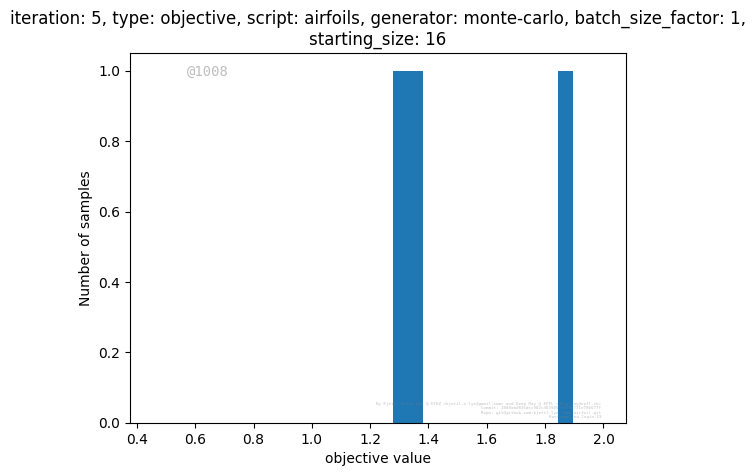 iteration: 5, type: objective, script: airfoils, generator: monte-carlo, batch_size_factor: 1,
starting_size: 16
@1008
1.0
0.8
0.6
0.4
0.2
0.0
Number of samples
0.4 0.6 0.8 1.0 1.2 1.4 1.6 1.8 2.0
objective value